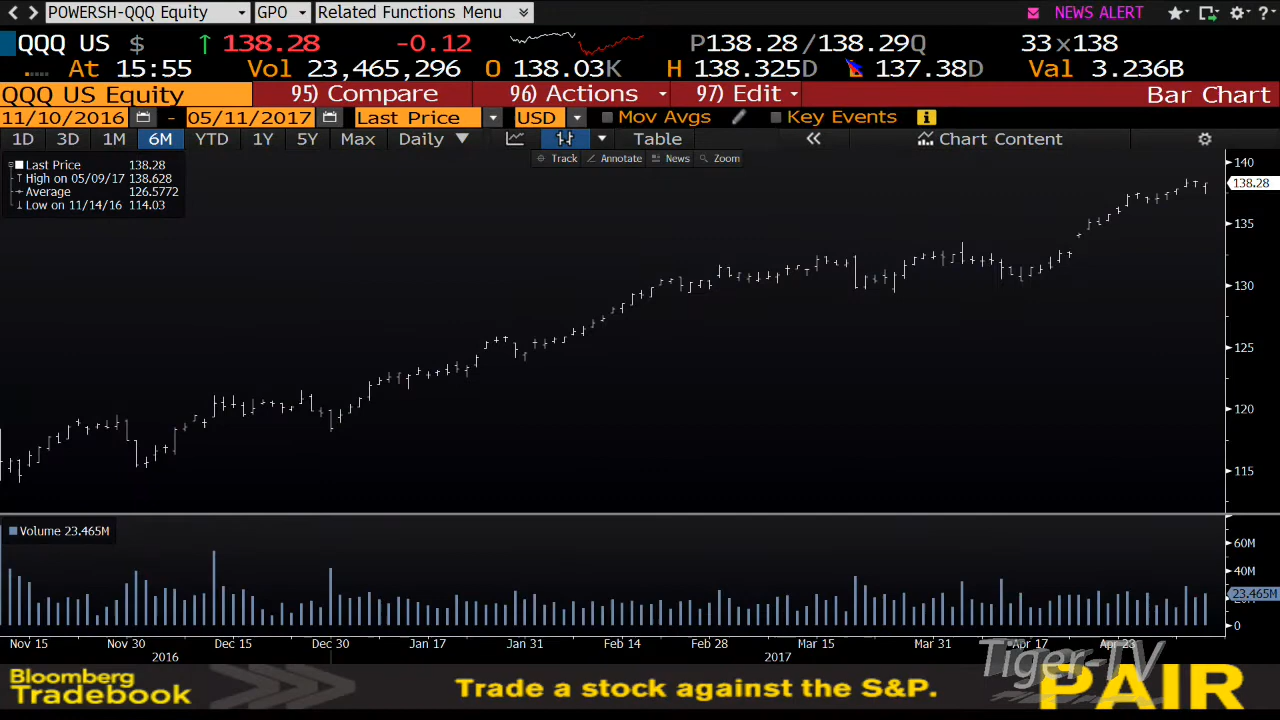 POWERSH-QQQ Equity GPO Related Functions Menu NEWS ALERT
QQQ US $ ↑ 138.28 -0.12 P138.28/138.29Q 33x138
At 15:55 Vol 23,465,296 O 138.03K H 138.325D L 137.38D Val 3.236B
QQQ US Equity 95) Compare 96) Actions 97) Edit Bar Chart
11/10/2016 - 05/11/2017 Last Price USD Mov Avgs Key Events
1D 3D 1M 6M YTD 1Y 5Y Max Daily ▼ Table « Chart Content
Track Annotate News Zoom
Last Price 138.28
High on 05/09/17 138.628
Average 126.5772
Low on 11/14/16 114.03
140
138.28
135
130
125
120
115
Volume 23.465M
60M
40M
23.465M
0
Nov 15 Nov 30 Dec 15 Dec 30 Jan 17 Jan 31 Feb 14 Feb 28 Mar 15 Mar 31 Apr 17 Apr 28
2016 2017
Tiger-TV
Bloomberg
Tradebook
Trade a stock against the S&P.
PAIR